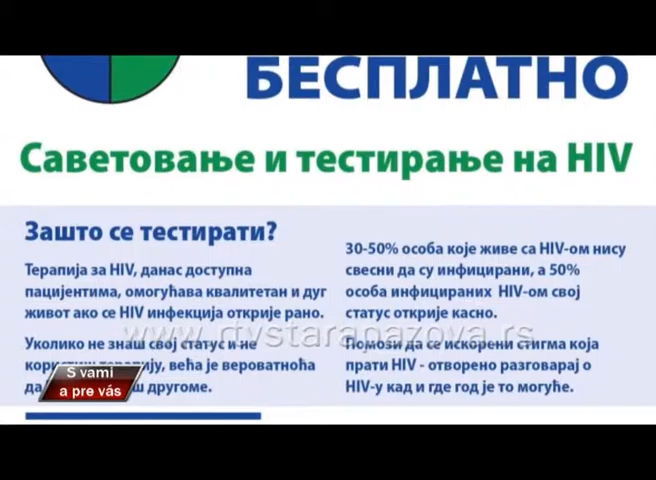 БЕСПЛАТНО
Саветовање и тестирање на HIV
Зашто се тестирати?
Терапија за HIV, данас доступна
пацијентима, омогућава квалитетан и дуг
живот ако се HIV инфекција открије рано.
Уколико не знаш свој статус и не
терапију, већа је вероватноћа
да другоме.
30-50% особа које живе са HIV-ом нису
свесни да су инфицирани, а 50%
особа инфицираних HIV-ом свој
статус открије касно.
Помози да се искорени стигма која
прати HIV - отворено разговарај о
HIV-у кад и где год је то могуће.
www.rtvstarapazova.rs
S vami
a pre vás